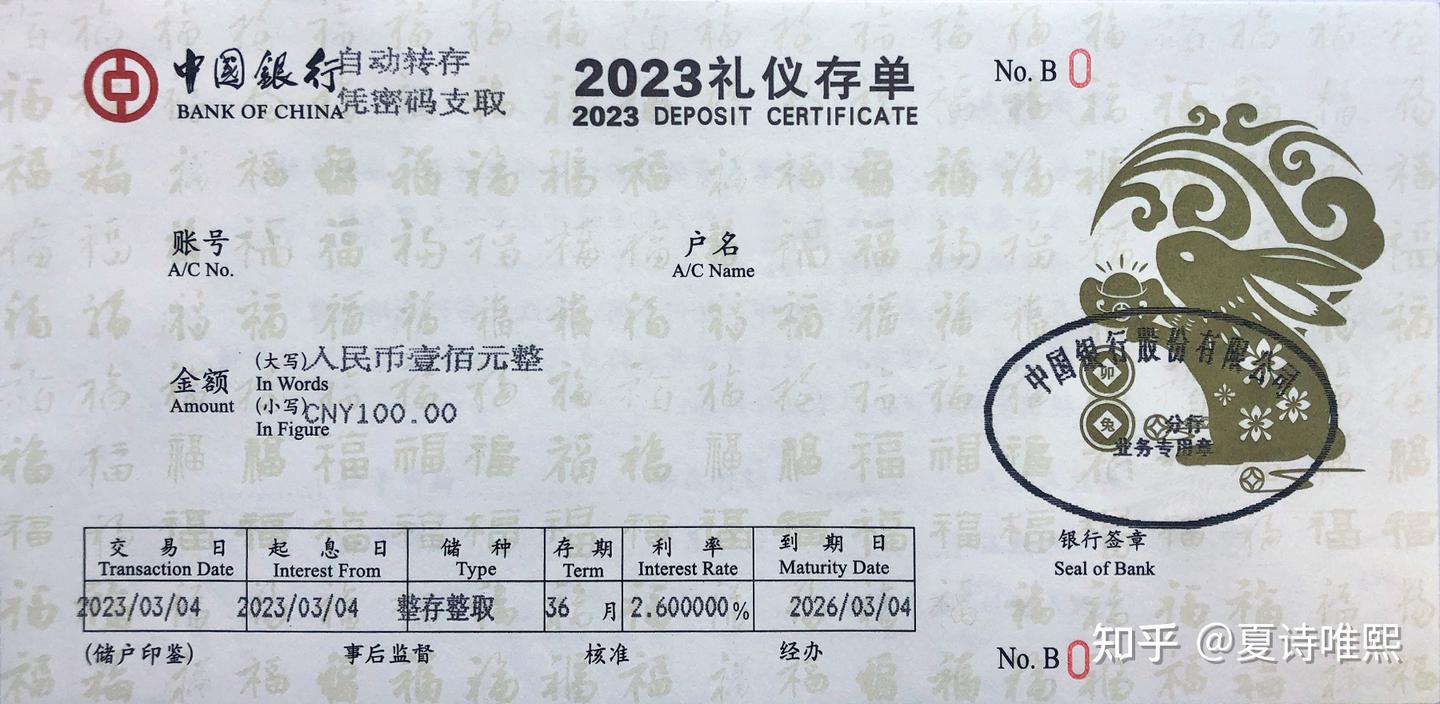 中國銀行 自动转存
BANK OF CHINA 凭密码支取
2023礼仪存单
2023 DEPOSIT CERTIFICATE
No. B 0
账号
A/C No.
户名
A/C Name
金额
Amount
(大写)人民币壹佰元整
In Words
(小写)CNY100.00
In Figure
卯
兔
中国银行股份有限公司
分行
业务专用章
银行签章
Seal of Bank
交易日 起息日 储种 存期 利率 到期日
Transaction Date Interest From Type Term Interest Rate Maturity Date
2023/03/04 2023/03/04 整存整取 36 月 2.600000% 2026/03/04
(储户印鉴) 事后监督 核准 经办
No. B 0
知乎 @夏诗唯熙